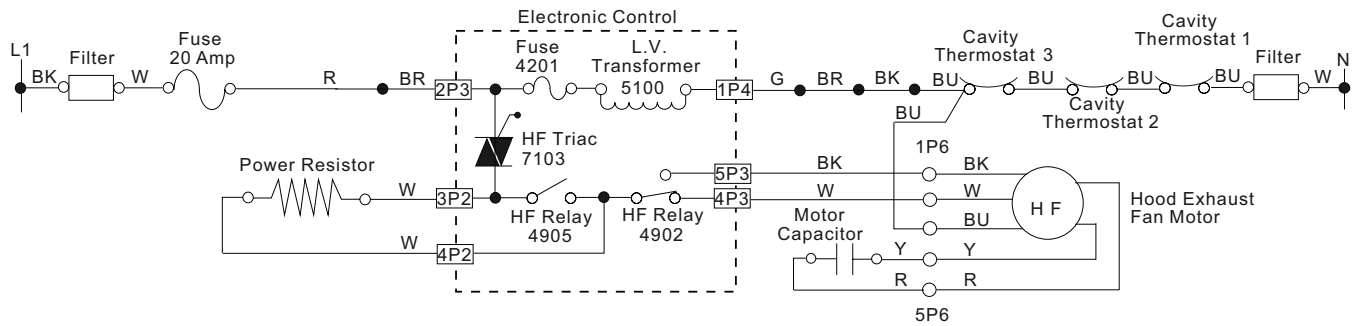 Electronic Control
L1
BK
Filter
W
Fuse
20 Amp
R
BR
2P3
Fuse
4201
L.V.
Transformer
5100
1P4
G
BR
BK
BU
Cavity
Thermostat 3
BU
Cavity
Thermostat 2
BU
Cavity
Thermostat 1
BU
Filter
W
N
BU
HF Triac
7103
1P6
Power Resistor
W
3P2
HF Relay
4905
HF Relay
4902
5P3
BK
BK
4P3
W
W
BU
H F
Hood Exhaust
Fan Motor
W
4P2
Motor
Capacitor
Y
Y
R
R
5P6